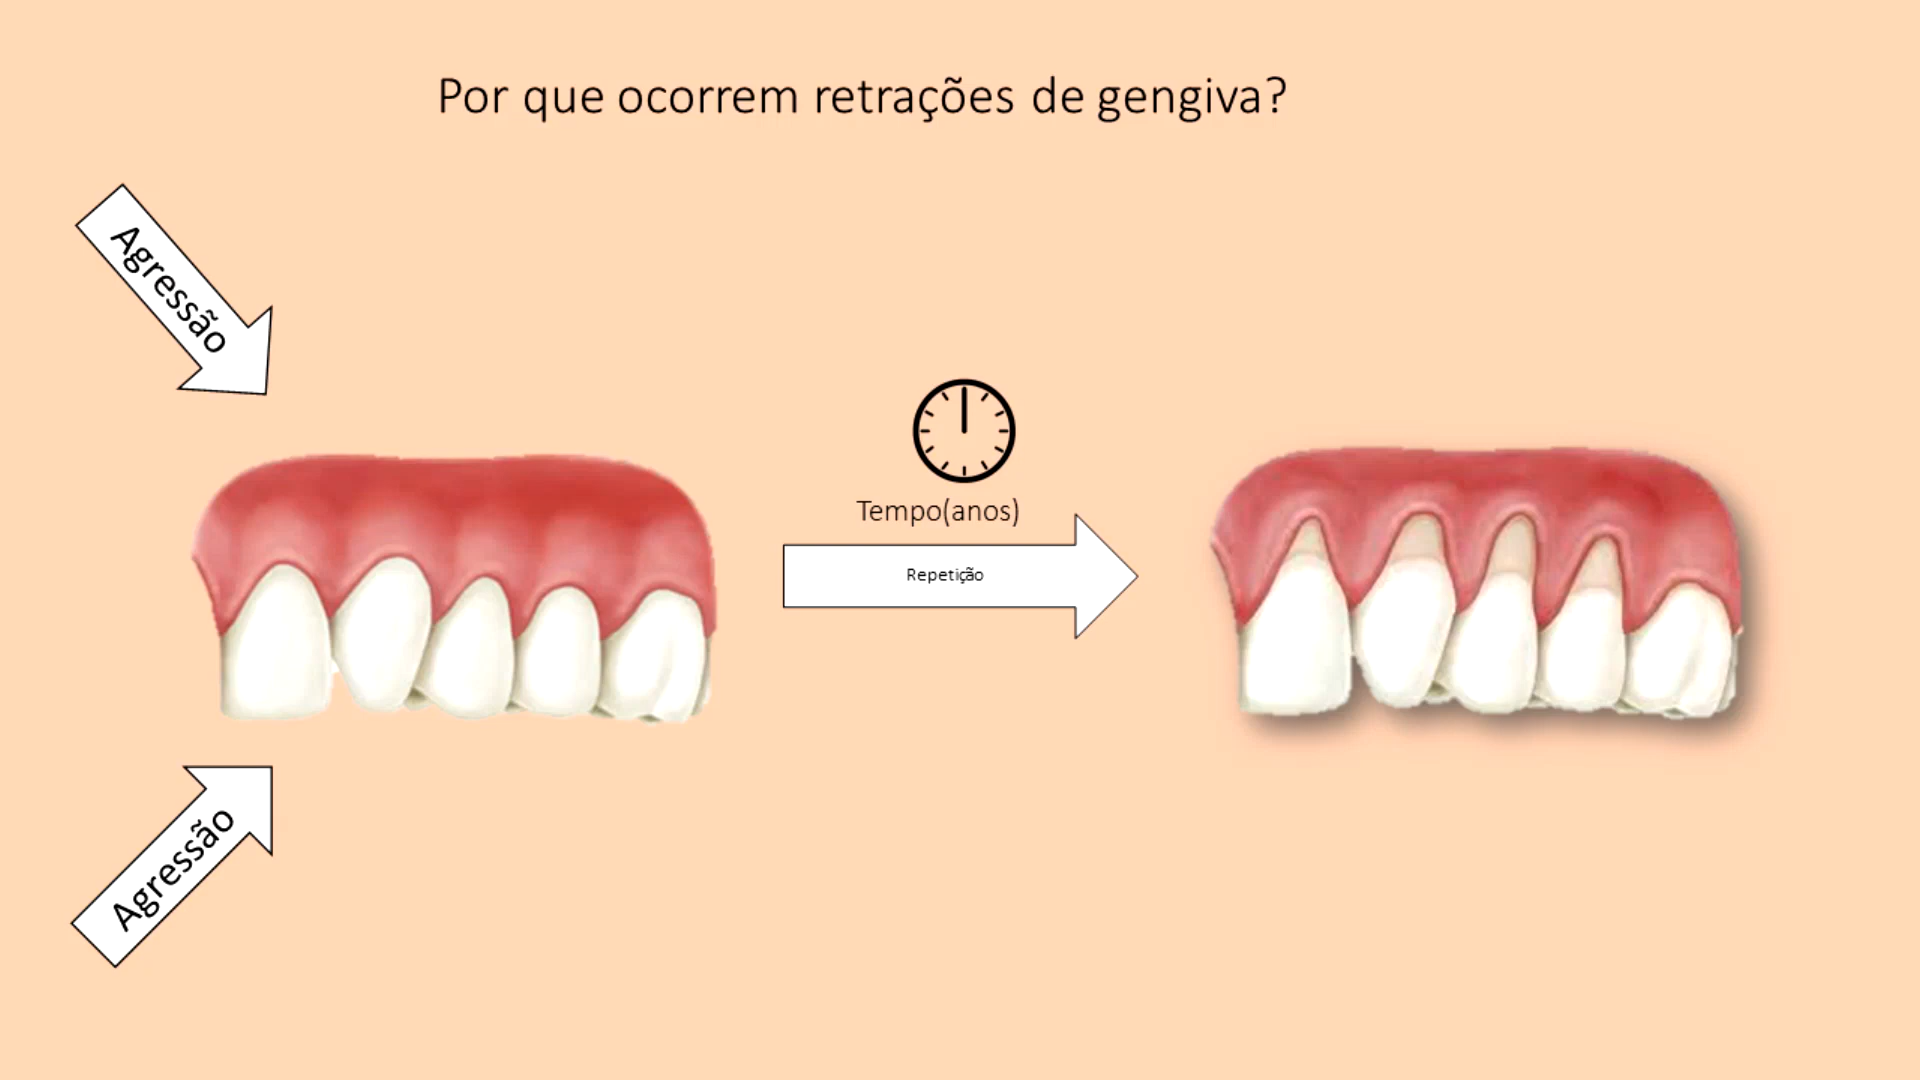 Por que ocorrem retrações de gengiva?
Agressão
Tempo(anos)
Repetição
Agressão